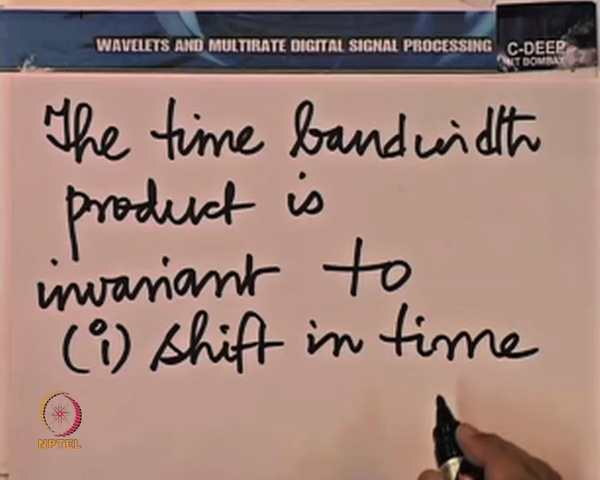 WAVELETS AND MULTIRATE DIGITAL SIGNAL PROCESSING
C-DEEP
IIT BOMBAY
The time bandwidth
product is
invariant to
(i) shift in time
NPTEL